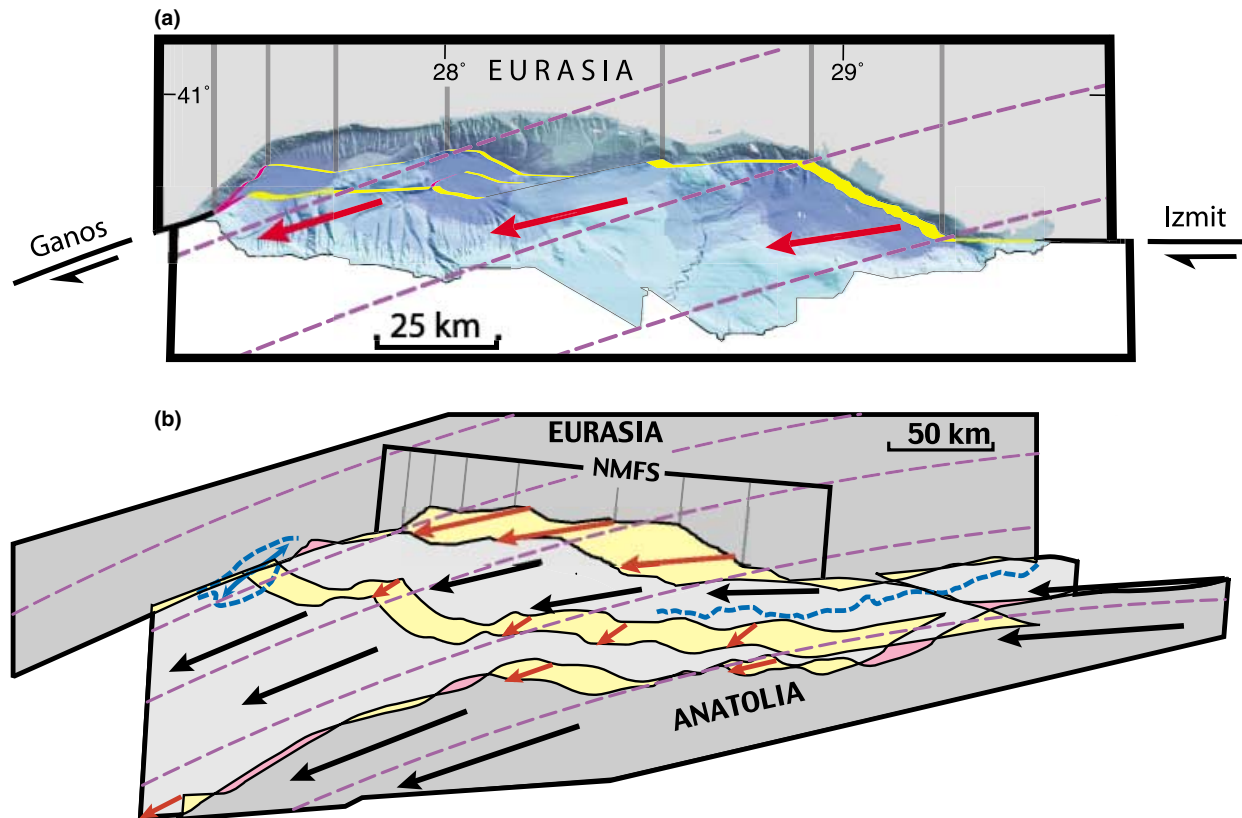 (a)
28°
EURASIA
29°
41°
Ganos
Izmit
25 km
(b)
EURASIA
50 km
NMFS
ANATOLIA